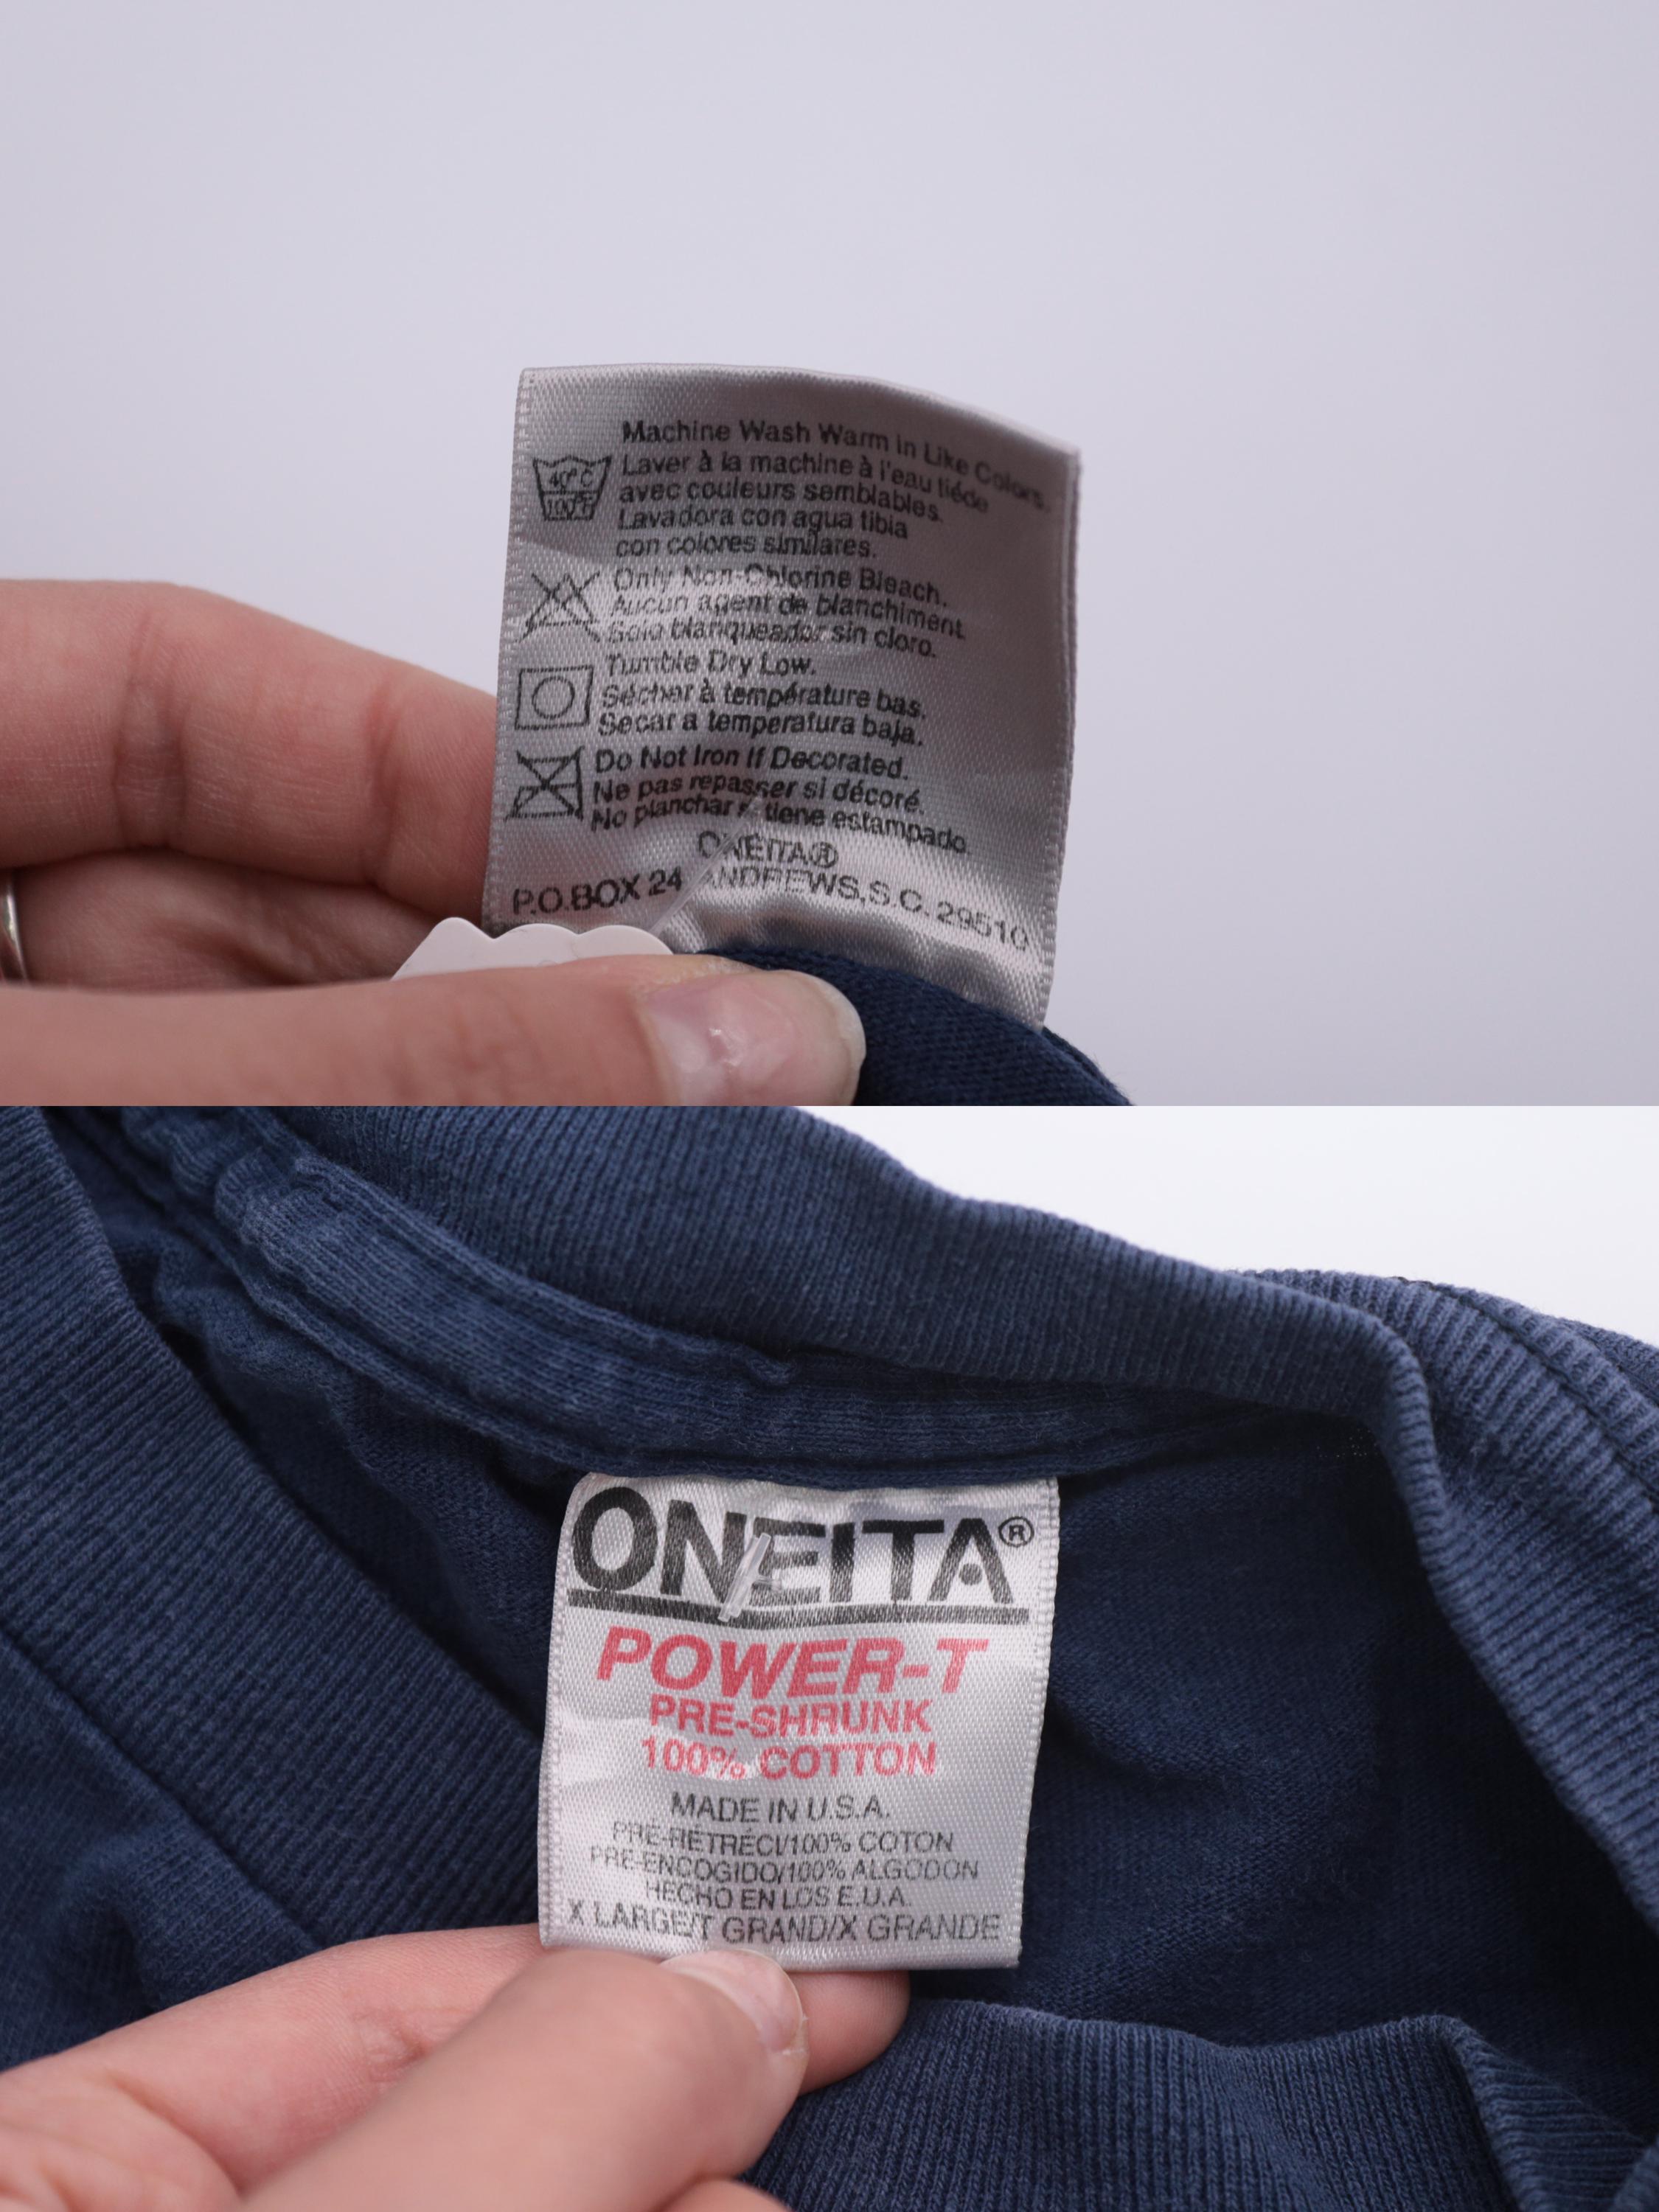 Machine Wash Warm in Like Colors.
40°C
100°F
Laver à la machine à l'eau tiéde
avec couleurs semblables.
Lavadora con agua tibia
con colores similares.
Only Non-Chlorine Bleach.
Aucun agent de blanchiment.
Solo blanqueador sin cloro.
Tumble Dry Low.
Sécher à température bas.
Secar a temperatura baja.
Do Not Iron If Decorated.
Ne pas repasser si décoré.
No planchar si tiene estampado.
ONEITA®
P.O.BOX 24 ANDREWS,S.C. 29510
ONEITA®
POWER-T
PRE-SHRUNK
100% COTTON
MADE IN U.S.A.
PRÉ-RETRÉCI/100% COTON
PRE-ENCOGIDO/100% ALGODON
HECHO EN LOS E.U.A.
X LARGE/T GRAND/X GRANDE